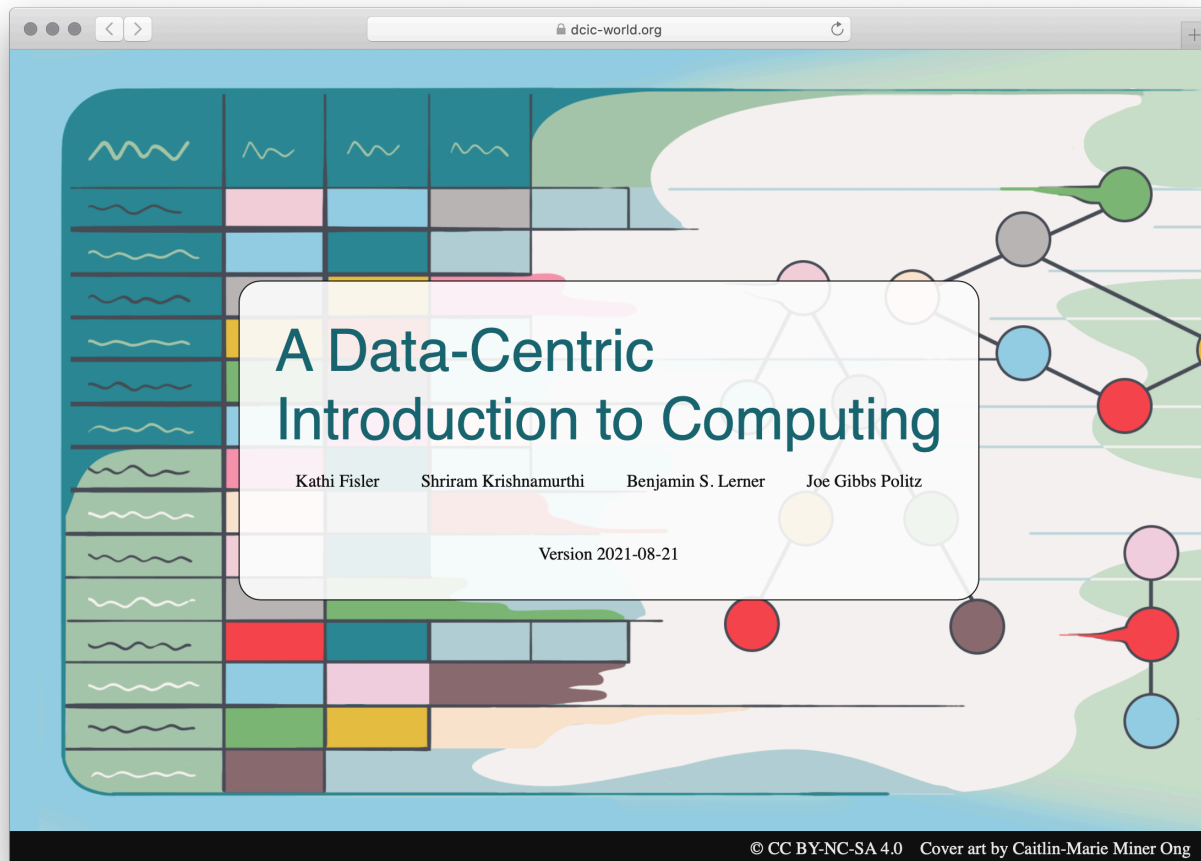 dcic-world.org
A Data-Centric
Introduction to Computing
Kathi Fisler Shriram Krishnamurthi Benjamin S. Lerner Joe Gibbs Politz
Version 2021-08-21
© CC BY-NC-SA 4.0 Cover art by Caitlin-Marie Miner Ong